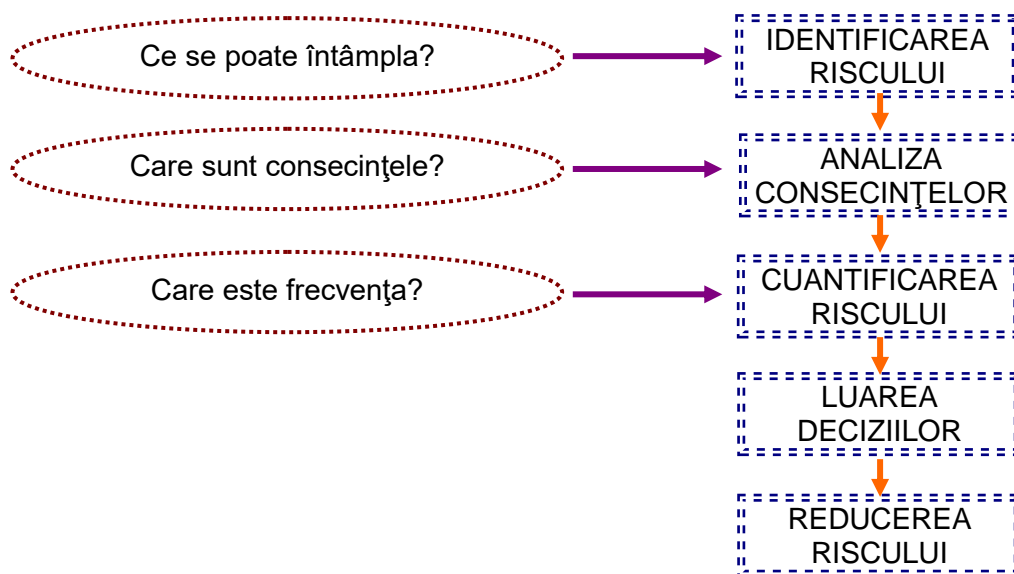 Ce se poate întâmpla?
IDENTIFICAREA
RISCULUI
Care sunt consecinţele?
ANALIZA
CONSECINŢELOR
Care este frecvenţa?
CUANTIFICAREA
RISCULUI
LUAREA
DECIZIILOR
REDUCEREA
RISCULUI